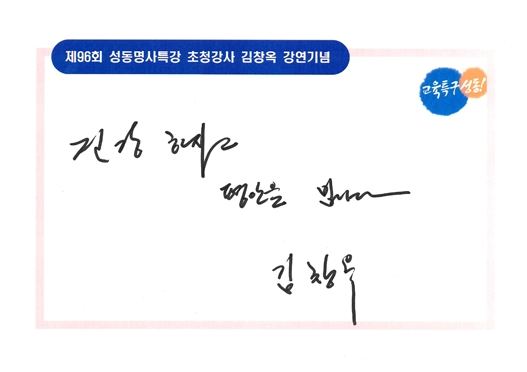 제96회 성동명사특강 초청강사 김창옥 강연기념
교육특구 성동!
건강 하시고
평안을 빕니다
김창옥